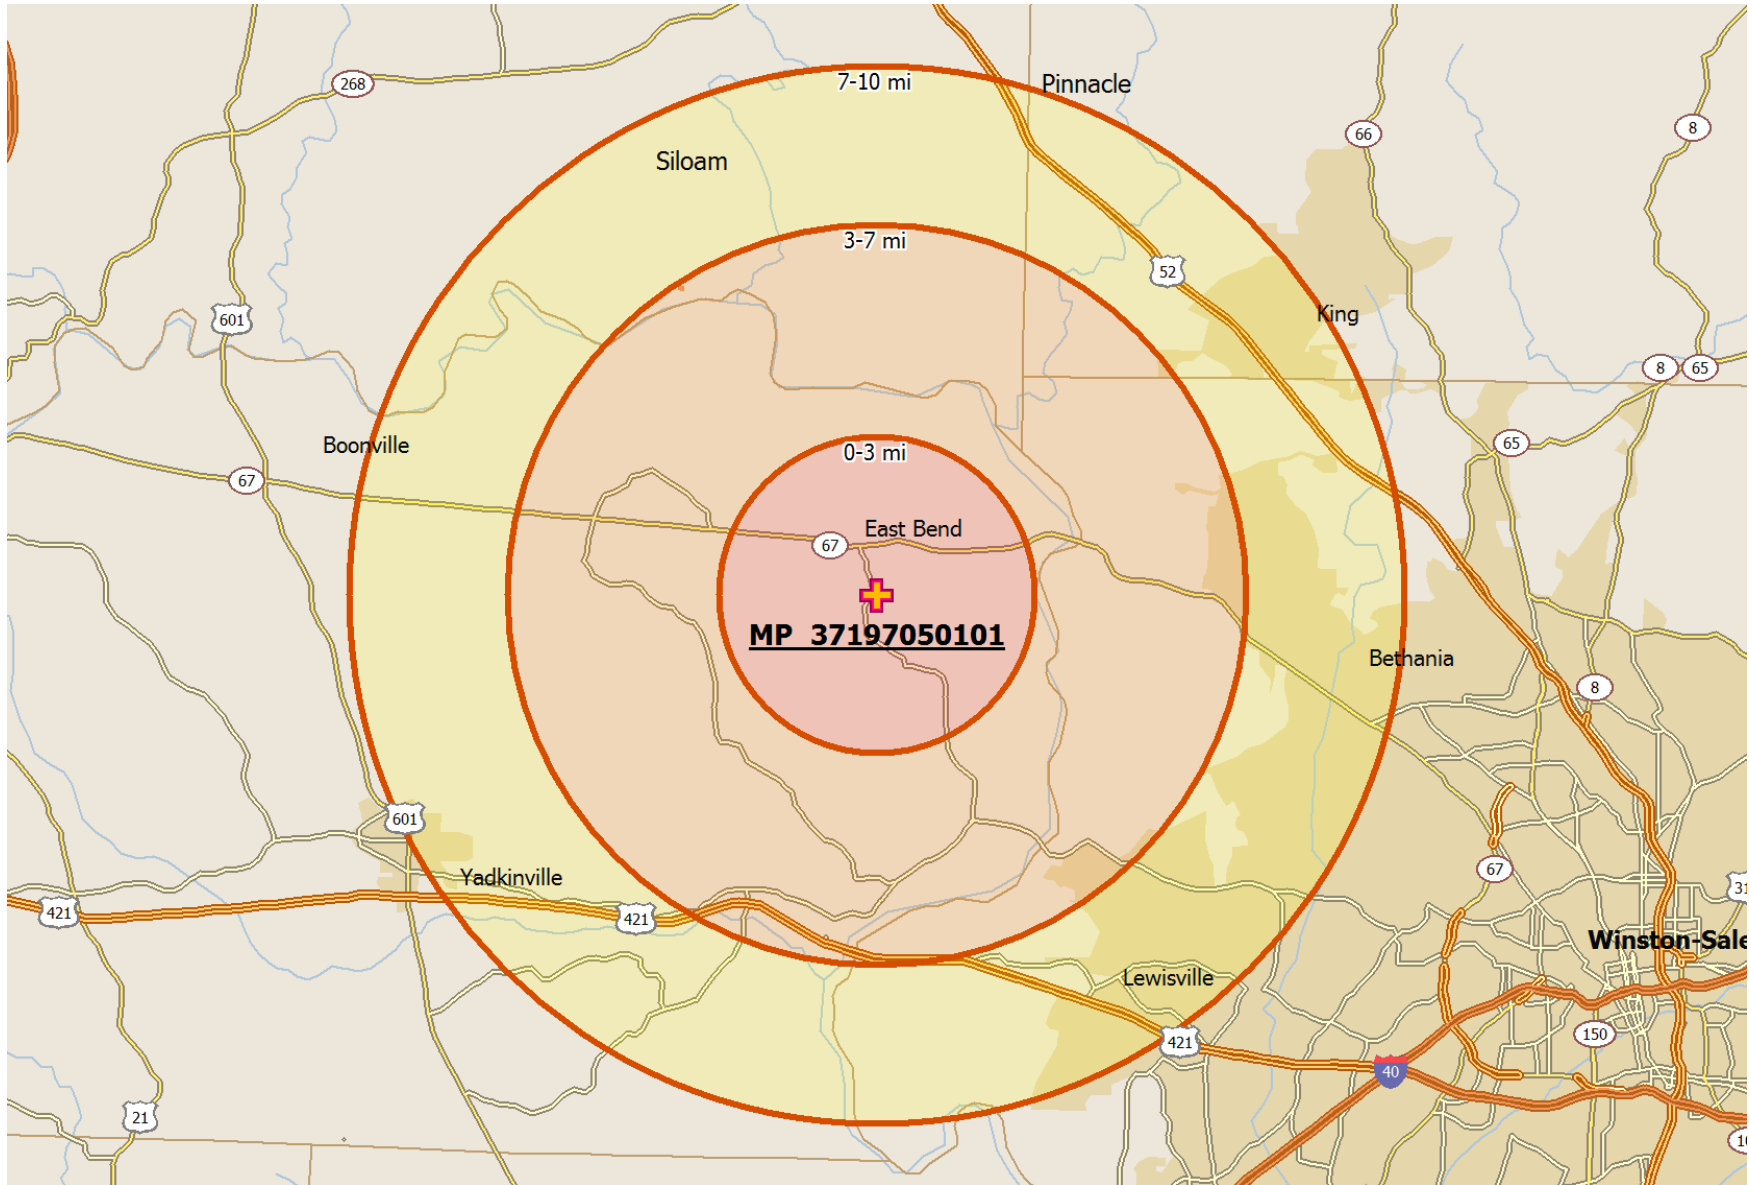 7-10 mi
Pinnacle
268
8
66
Siloam
3-7 mi
52
King
601
8
65
Boonville
65
0-3 mi
67
East Bend
67
MP 37197050101
Bethania
8
601
67
Yadkinville
421
421
Winston-Sale
Lewisville
150
421
40
21